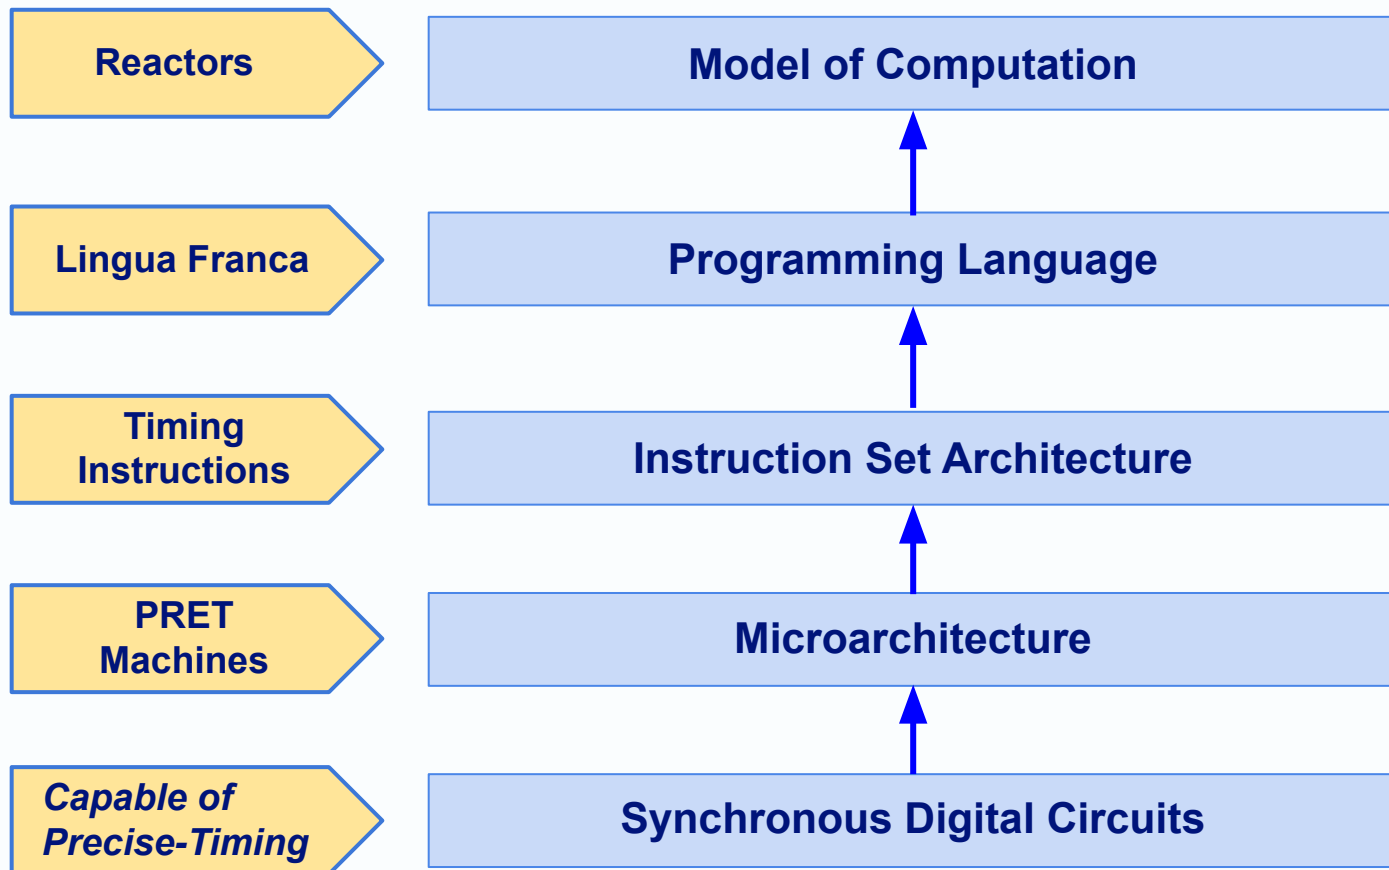 Reactors
Model of Computation
Lingua Franca
Programming Language
Timing
Instructions
Instruction Set Architecture
PRET
Machines
Microarchitecture
Capable of
Precise-Timing
Synchronous Digital Circuits